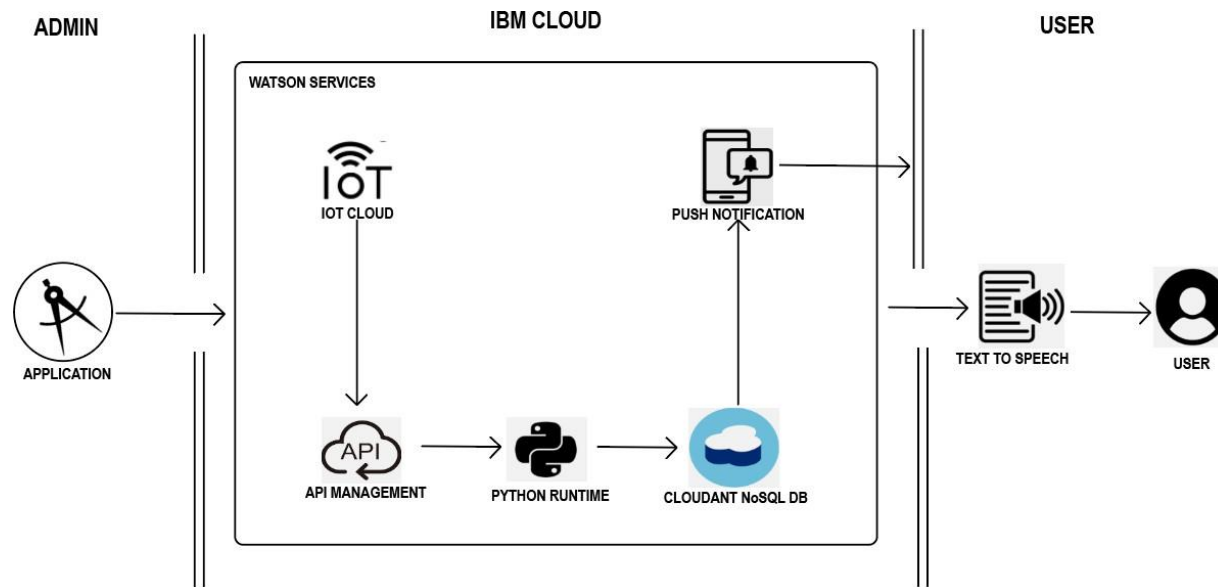 ADMIN
IBM CLOUD
USER
WATSON SERVICES
IoT
IOT CLOUD
PUSH NOTIFICATION
APPLICATION
TEXT TO SPEECH
USER
API
API MANAGEMENT
PYTHON RUNTIME
CLOUDANT NoSQL DB